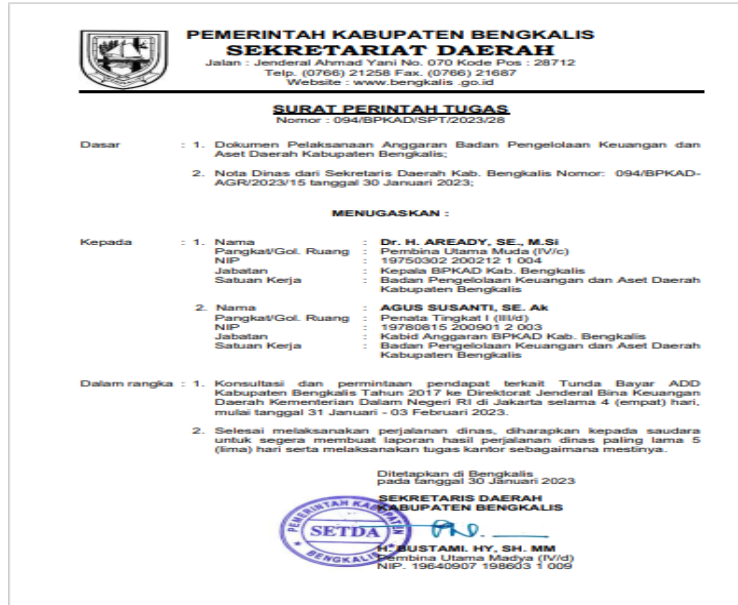 PEMERINTAH KABUPATEN BENGKALIS
SEKRETARIAT DAERAH
Jalan : Jenderal Ahmad Yani No. 070 Kode Pos : 28712
Telp. (0766) 21258 Fax. (0766) 21687
Website : www.bengkalis .go.id
SURAT PERINTAH TUGAS
Nomor : 094/BPKAD/SPT/2023/28
Dasar : 1. Dokumen Pelaksanaan Anggaran Badan Pengelolaan Keuangan dan
Aset Daerah Kabupaten Bengkalis;
2. Nota Dinas dari Sekretaris Daerah Kab. Bengkalis Nomor: 094/BPKAD-
AGR/2023/15 tanggal 30 Januari 2023;
MENUGASKAN :
Kepada : 1. Nama : Dr. H. AREADY, SE., M.Si
Pangkat/Gol. Ruang : Pembina Utama Muda (IV/c)
NIP : 19750302 200212 1 004
Jabatan : Kepala BPKAD Kab. Bengkalis
Satuan Kerja : Badan Pengelolaan Keuangan dan Aset Daerah
Kabupaten Bengkalis
2. Nama : AGUS SUSANTI, SE. Ak
Pangkat/Gol. Ruang : Penata Tingkat I (III/d)
NIP : 19780815 200901 2 003
Jabatan : Kabid Anggaran BPKAD Kab. Bengkalis
Satuan Kerja : Badan Pengelolaan Keuangan dan Aset Daerah
Kabupaten Bengkalis
Dalam rangka : 1. Konsultasi dan permintaan pendapat terkait Tunda Bayar ADD
Kabupaten Bengkalis Tahun 2017 ke Direktorat Jenderal Bina Keuangan
Daerah Kementerian Dalam Negeri RI di Jakarta selama 4 (empat) hari,
mulai tanggal 31 Januari - 03 Februari 2023.
2. Selesai melaksanakan perjalanan dinas, diharapkan kepada saudara
untuk segera membuat laporan hasil perjalanan dinas paling lama 5
(lima) hari serta melaksanakan tugas kantor sebagaimana mestinya.
Ditetapkan di Bengkalis
pada tanggal 30 Januari 2023
SEKRETARIS DAERAH
KABUPATEN BENGKALIS
PEMERINTAH KABUPATEN
SETDA
BENGKALIS
H. BUSTAMI. HY, SH. MM
Pembina Utama Madya (IV/d)
NIP. 19640907 198603 1 009